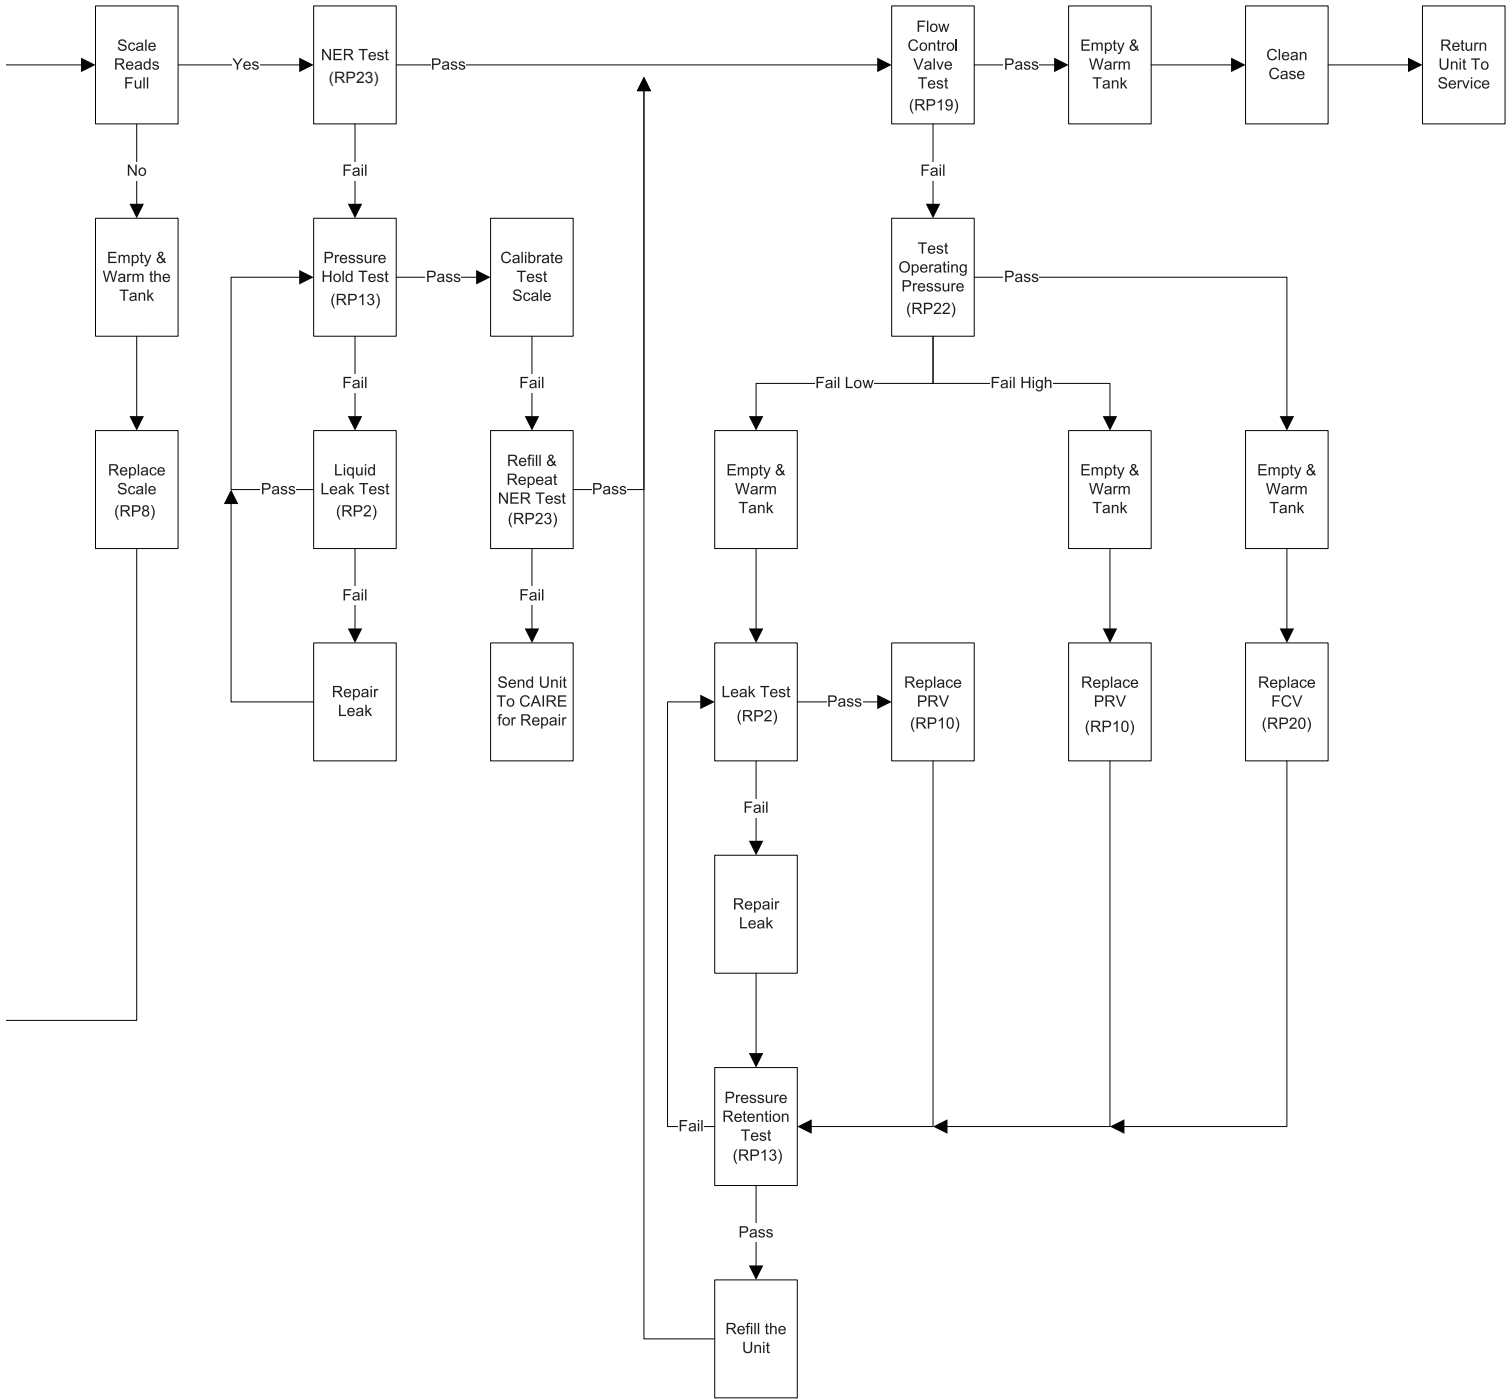 Scale
Reads
Full
Yes
NER Test
(RP23)
Pass
Flow
Control
Valve
Test
(RP19)
Pass
Empty &
Warm
Tank
Clean
Case
Return
Unit To
Service
No
Fail
Fail
Empty &
Warm the
Tank
Pressure
Hold Test
(RP13)
Pass
Calibrate
Test
Scale
Test
Operating
Pressure
(RP22)
Pass
Fail
Fail
Fail Low
Fail High
Replace
Scale
(RP8)
Pass
Liquid
Leak Test
(RP2)
Refill &
Repeat
NER Test
(RP23)
Pass
Empty &
Warm
Tank
Empty &
Warm
Tank
Empty &
Warm
Tank
Fail
Fail
Repair
Leak
Send Unit
To CAIRE
for Repair
Leak Test
(RP2)
Pass
Replace
PRV
(RP10)
Replace
PRV
(RP10)
Replace
FCV
(RP20)
Fail
Repair
Leak
Fail
Pressure
Retention
Test
(RP13)
Pass
Refill the
Unit